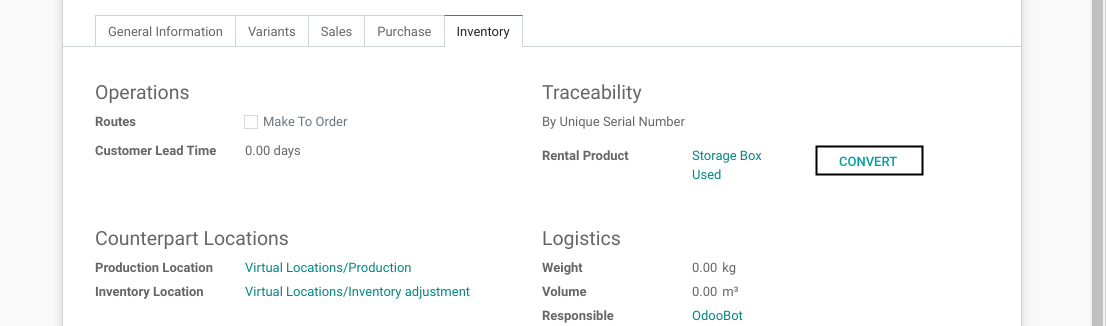 General Information Variants Sales Purchase Inventory
Operations
Routes Make To Order
Customer Lead Time 0.00 days
Traceability
By Unique Serial Number
Rental Product Storage Box CONVERT
Used
Counterpart Locations
Production Location Virtual Locations/Production
Inventory Location Virtual Locations/Inventory adjustment
Logistics
Weight 0.00 kg
Volume 0.00 m³
Responsible OdooBot